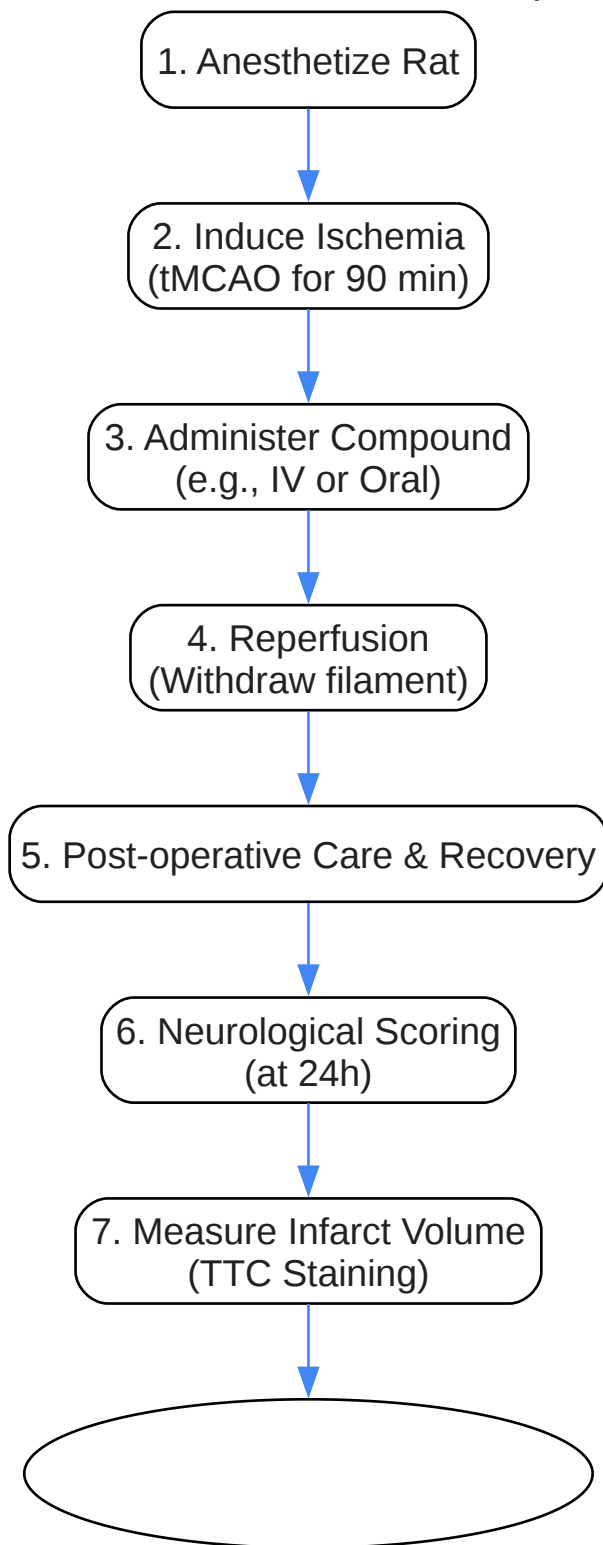 1. Anesthetize Rat
2. Induce Ischemia
(tMCAO for 90 min)
3. Administer Compound
(e.g., IV or Oral)
4. Reperfusion
(Withdraw filament)
5. Post-operative Care & Recovery
6. Neurological Scoring
(at 24h)
7. Measure Infarct Volume
(TTC Staining)